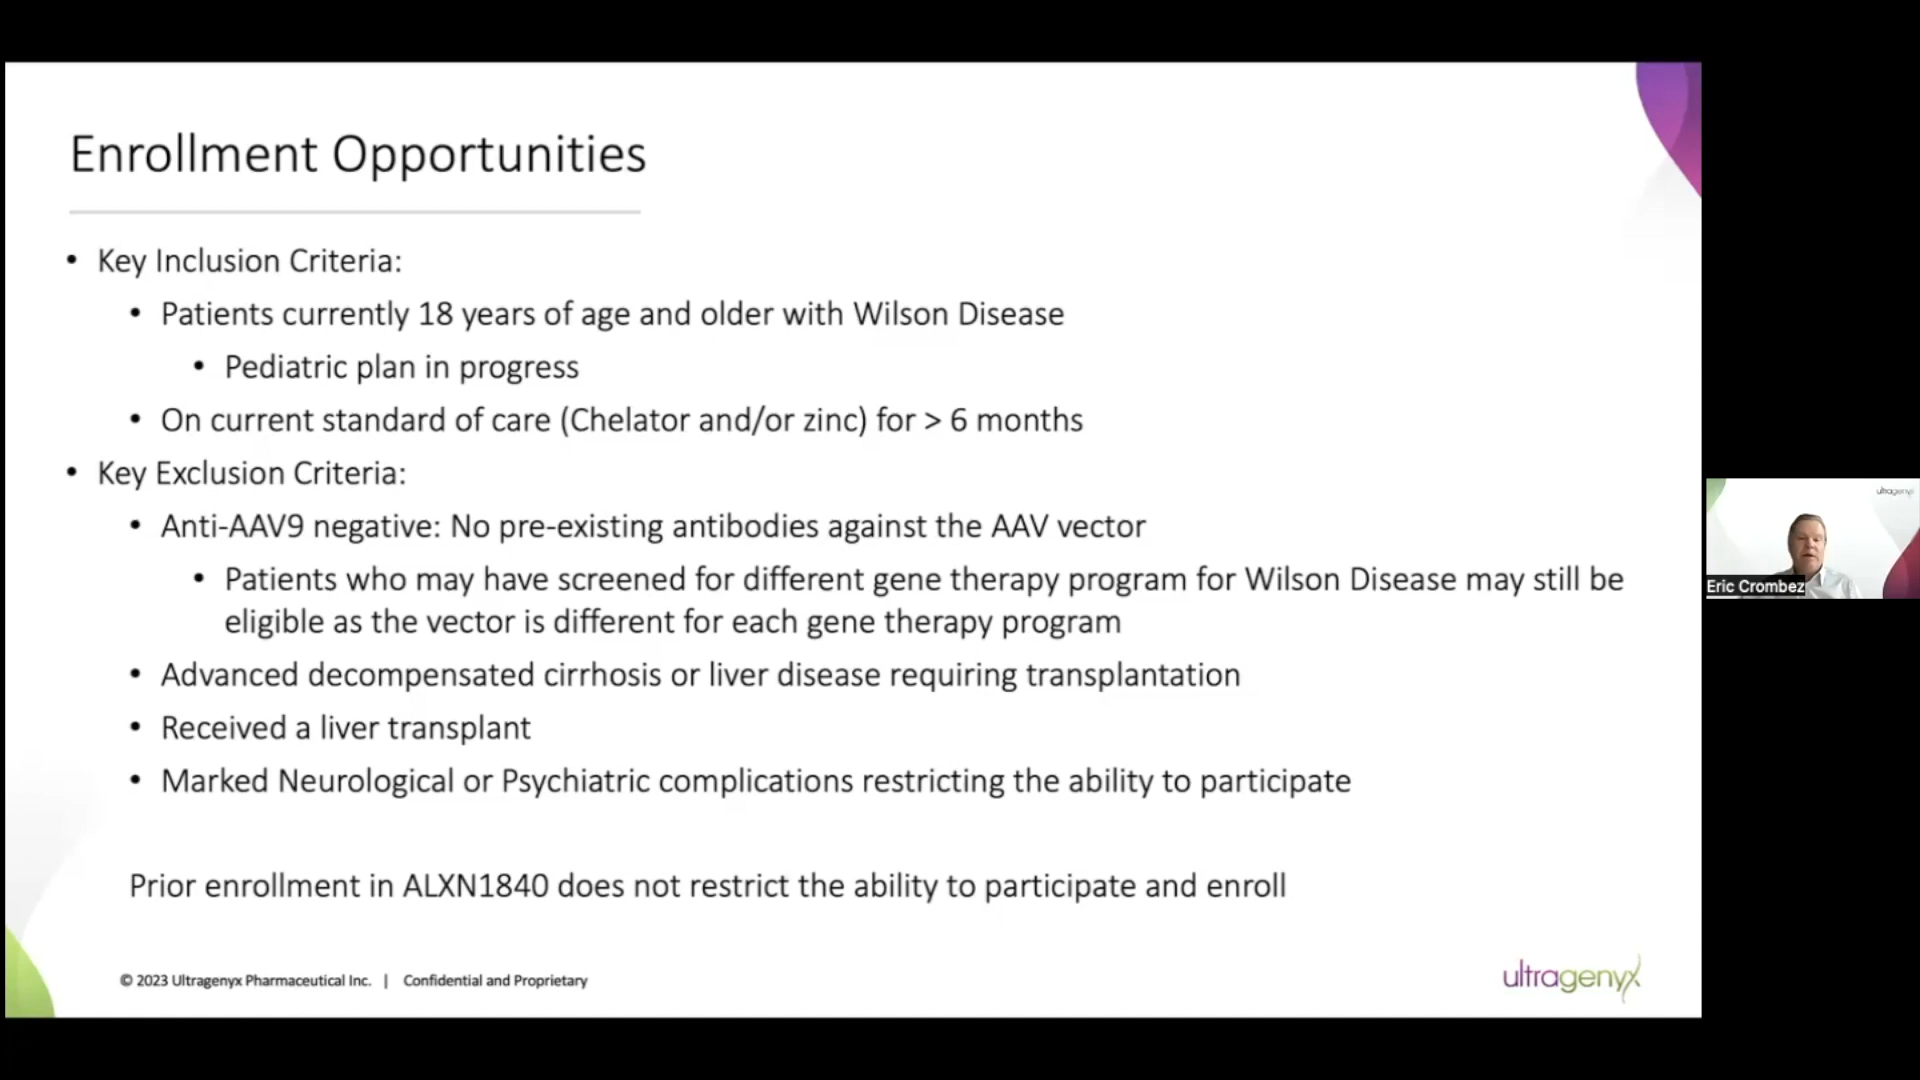 Enrollment Opportunities
• Key Inclusion Criteria:
• Patients currently 18 years of age and older with Wilson Disease
• Pediatric plan in progress
• On current standard of care (Chelator and/or zinc) for > 6 months
• Key Exclusion Criteria:
• Anti-AAV9 negative: No pre-existing antibodies against the AAV vector
• Patients who may have screened for different gene therapy program for Wilson Disease may still be
eligible as the vector is different for each gene therapy program
• Advanced decompensated cirrhosis or liver disease requiring transplantation
• Received a liver transplant
• Marked Neurological or Psychiatric complications restricting the ability to participate
Prior enrollment in ALXN1840 does not restrict the ability to participate and enroll
© 2023 Ultragenyx Pharmaceutical Inc. | Confidential and Proprietary
ultragenyx
ultragenyx
Eric Crombez